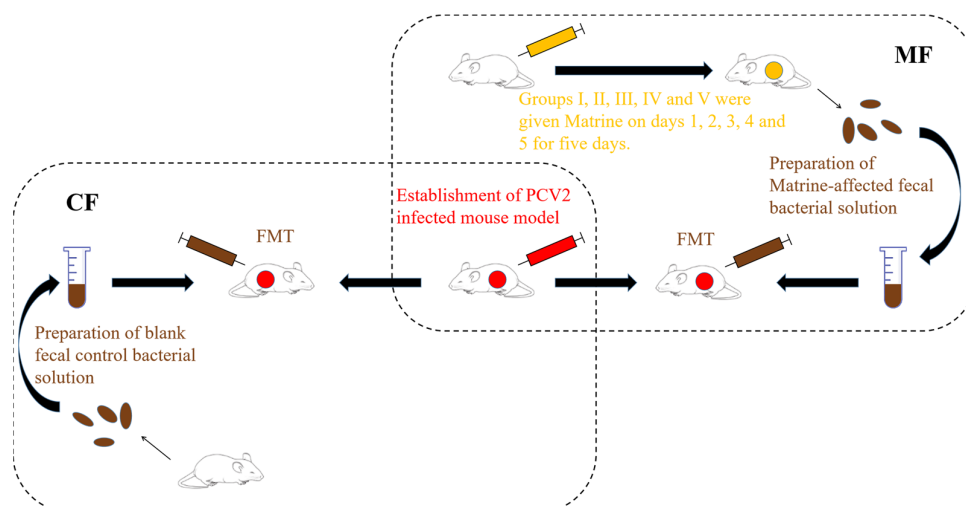 MF
Groups I, II, III, IV and V were
given Matrine on days 1, 2, 3, 4 and
5 for five days.
Preparation of
Matrine-affected fecal
bacterial solution
CF
Establishment of PCV2
infected mouse model
FMT
FMT
Preparation of blank
fecal control bacterial
solution